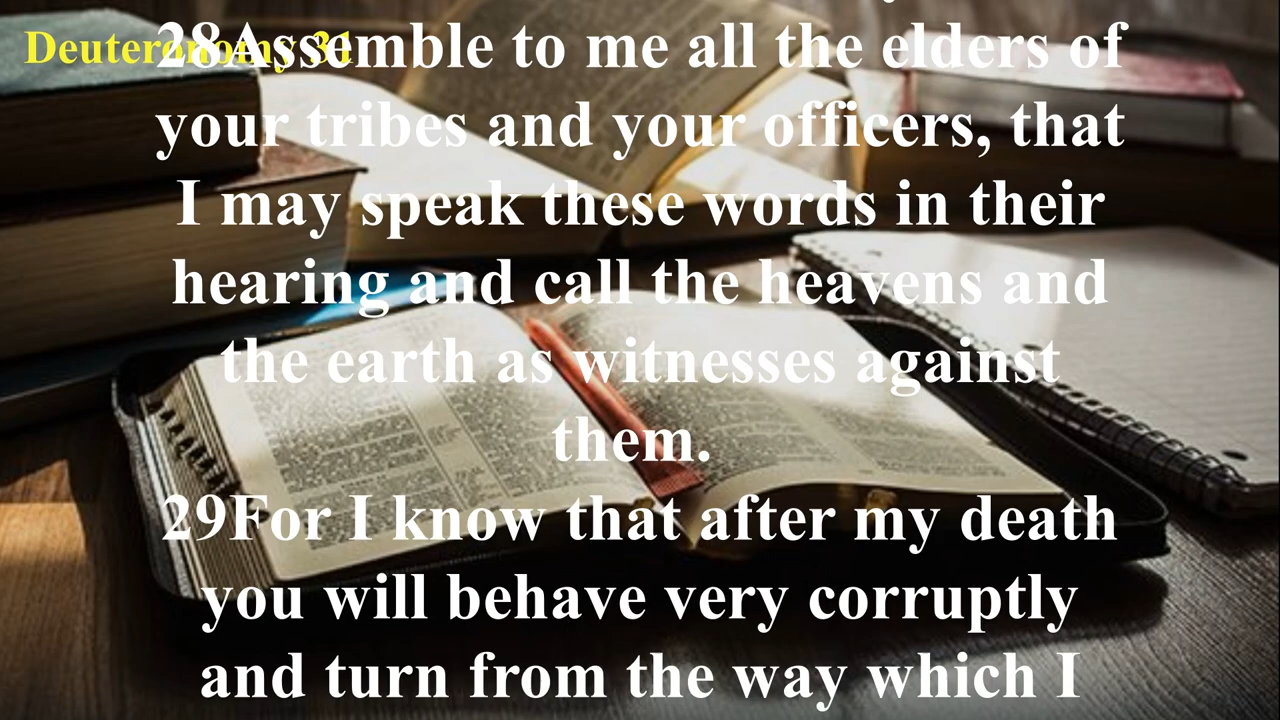 Deuteronomy 31
28Assemble to me all the elders of
your tribes and your officers, that
I may speak these words in their
hearing and call the heavens and
the earth as witnesses against
them.
29For I know that after my death
you will behave very corruptly
and turn from the way which I